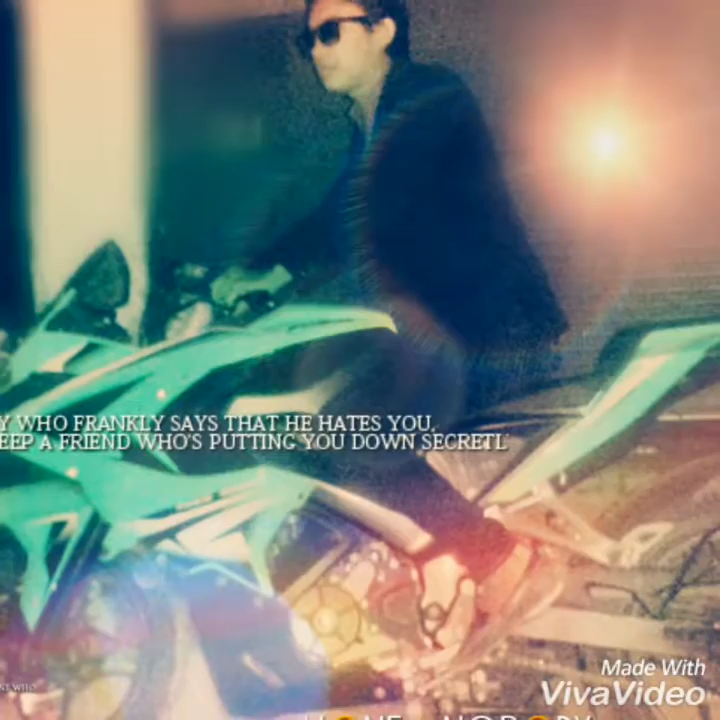 Y WHO FRANKLY SAYS THAT HE HATES YOU,
EEP A FRIEND WHO'S PUTTING YOU DOWN SECRETL
Made With
VivaVideo